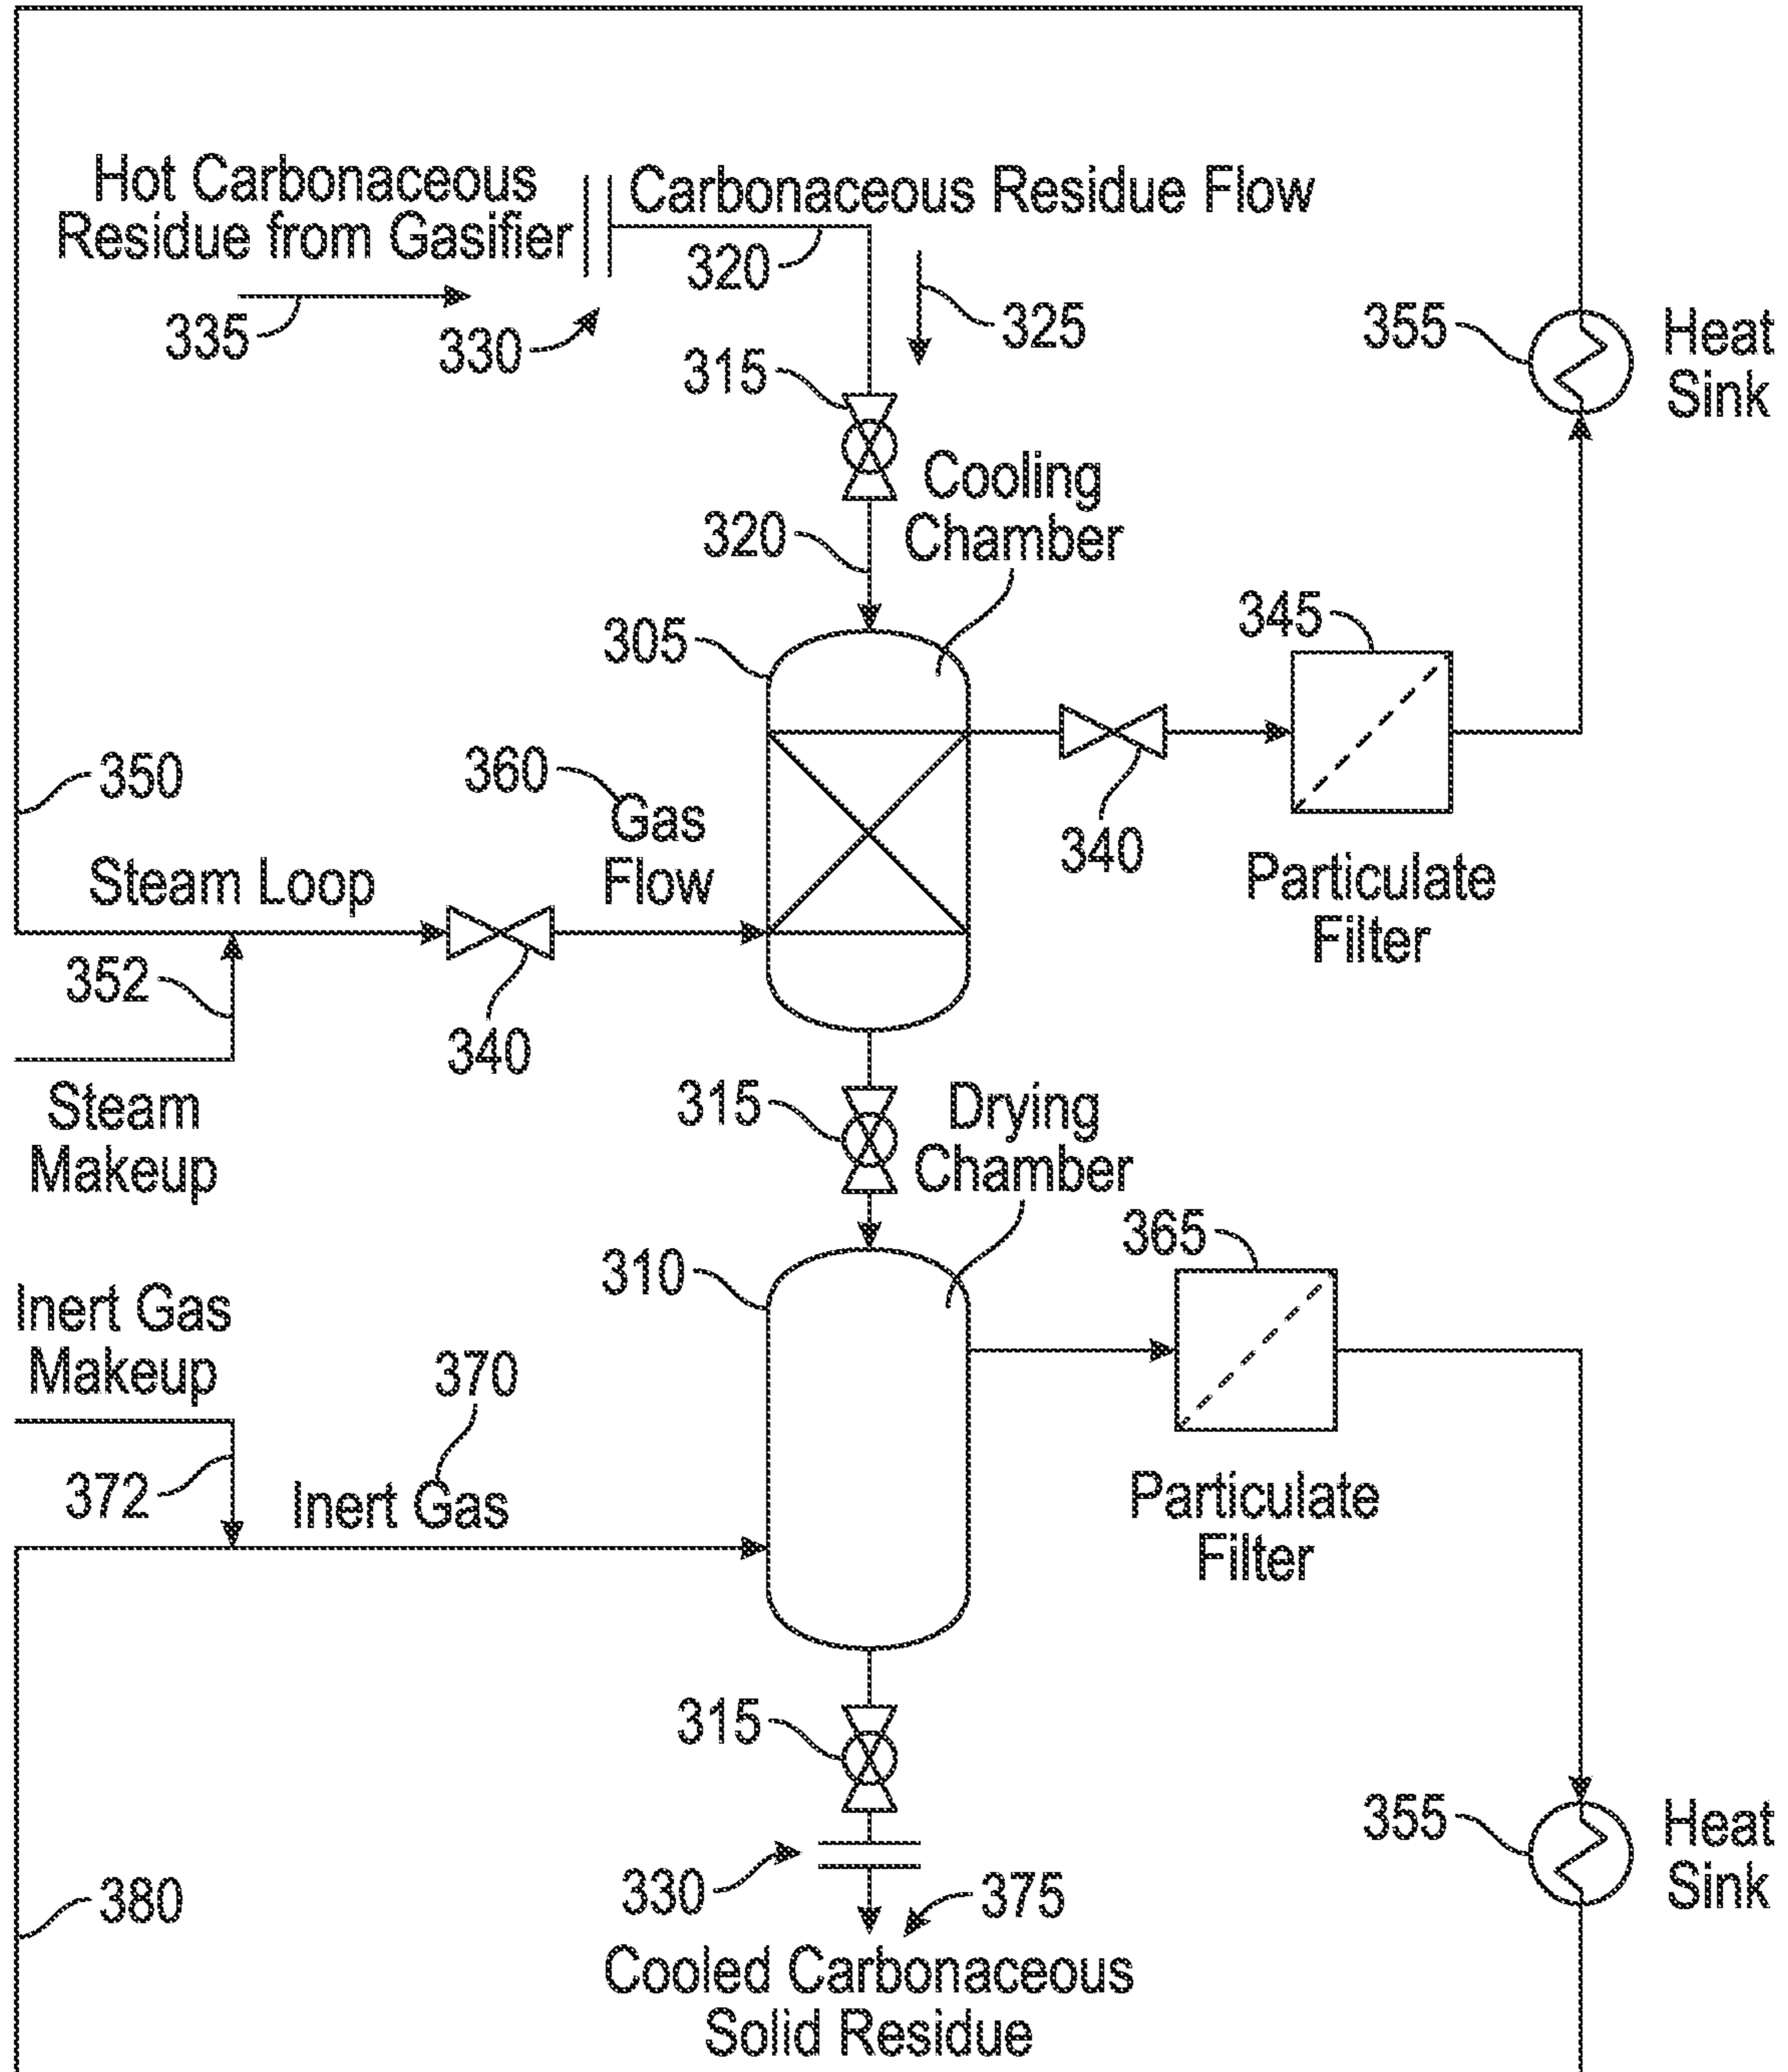 Hot Carbonaceous
Residue from Gasifier
Carbonaceous Residue Flow
320
335
330
325
315
355
Heat
Sink
Cooling
Chamber
320
305
345
350
360
Gas
Flow
340
Particulate
Filter
Steam Loop
352
340
Steam
Makeup
315
Drying
Chamber
365
310
Inert Gas
Makeup
370
372
Inert Gas
Particulate
Filter
315
355
Heat
Sink
330
375
380
Cooled Carbonaceous
Solid Residue